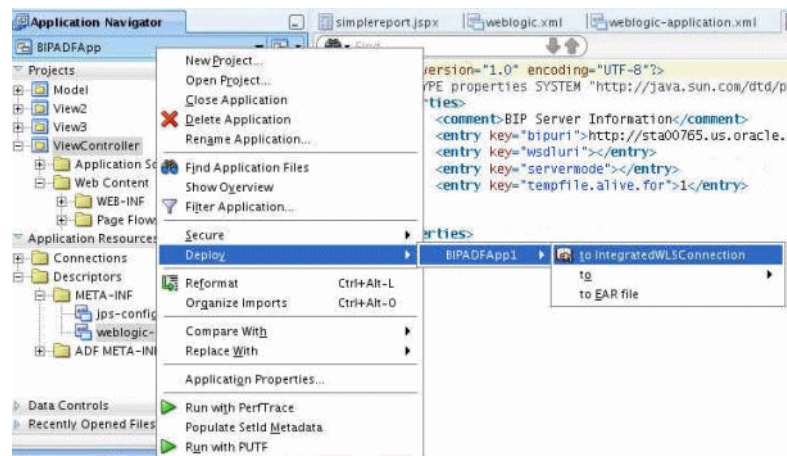 Application Navigator
simplereport.jspx
weblogic.xml
weblogic-application.xml
BIPADFApp
Find
Projects
Model
View2
View3
ViewController
Application So
Web Content
WEB-INF
Page Flow
Application Resources
Connections
Descriptors
META-INF
jps-config
weblogic-
ADF META-IN
Data Controls
Recently Opened Files
New Project...
Open Project...
Close Application
Delete Application
Rename Application...
Find Application Files
Show Overview
Filter Application...
Secure
Deploy
Reformat Ctrl+Alt-L
Organize Imports Ctrl+Alt-O
Compare With
Replace With
Application Properties...
Run with PerfTrace
Populate SetId Metadata
Run with PUTF
BIPADFApp1
to IntegratedWLSConnection
to
to EAR file
version="1.0" encoding="UTF-8"?>
YPE properties SYSTEM "http://java.sun.com/dtd/p
rties>
<comment>BIP Server Information</comment>
<entry key="bipuri">http://sta00765.us.oracle.
<entry key="wsdluri"></entry>
<entry key="servermode"></entry>
<entry key="tempfile.alive.for">1</entry>
erties>